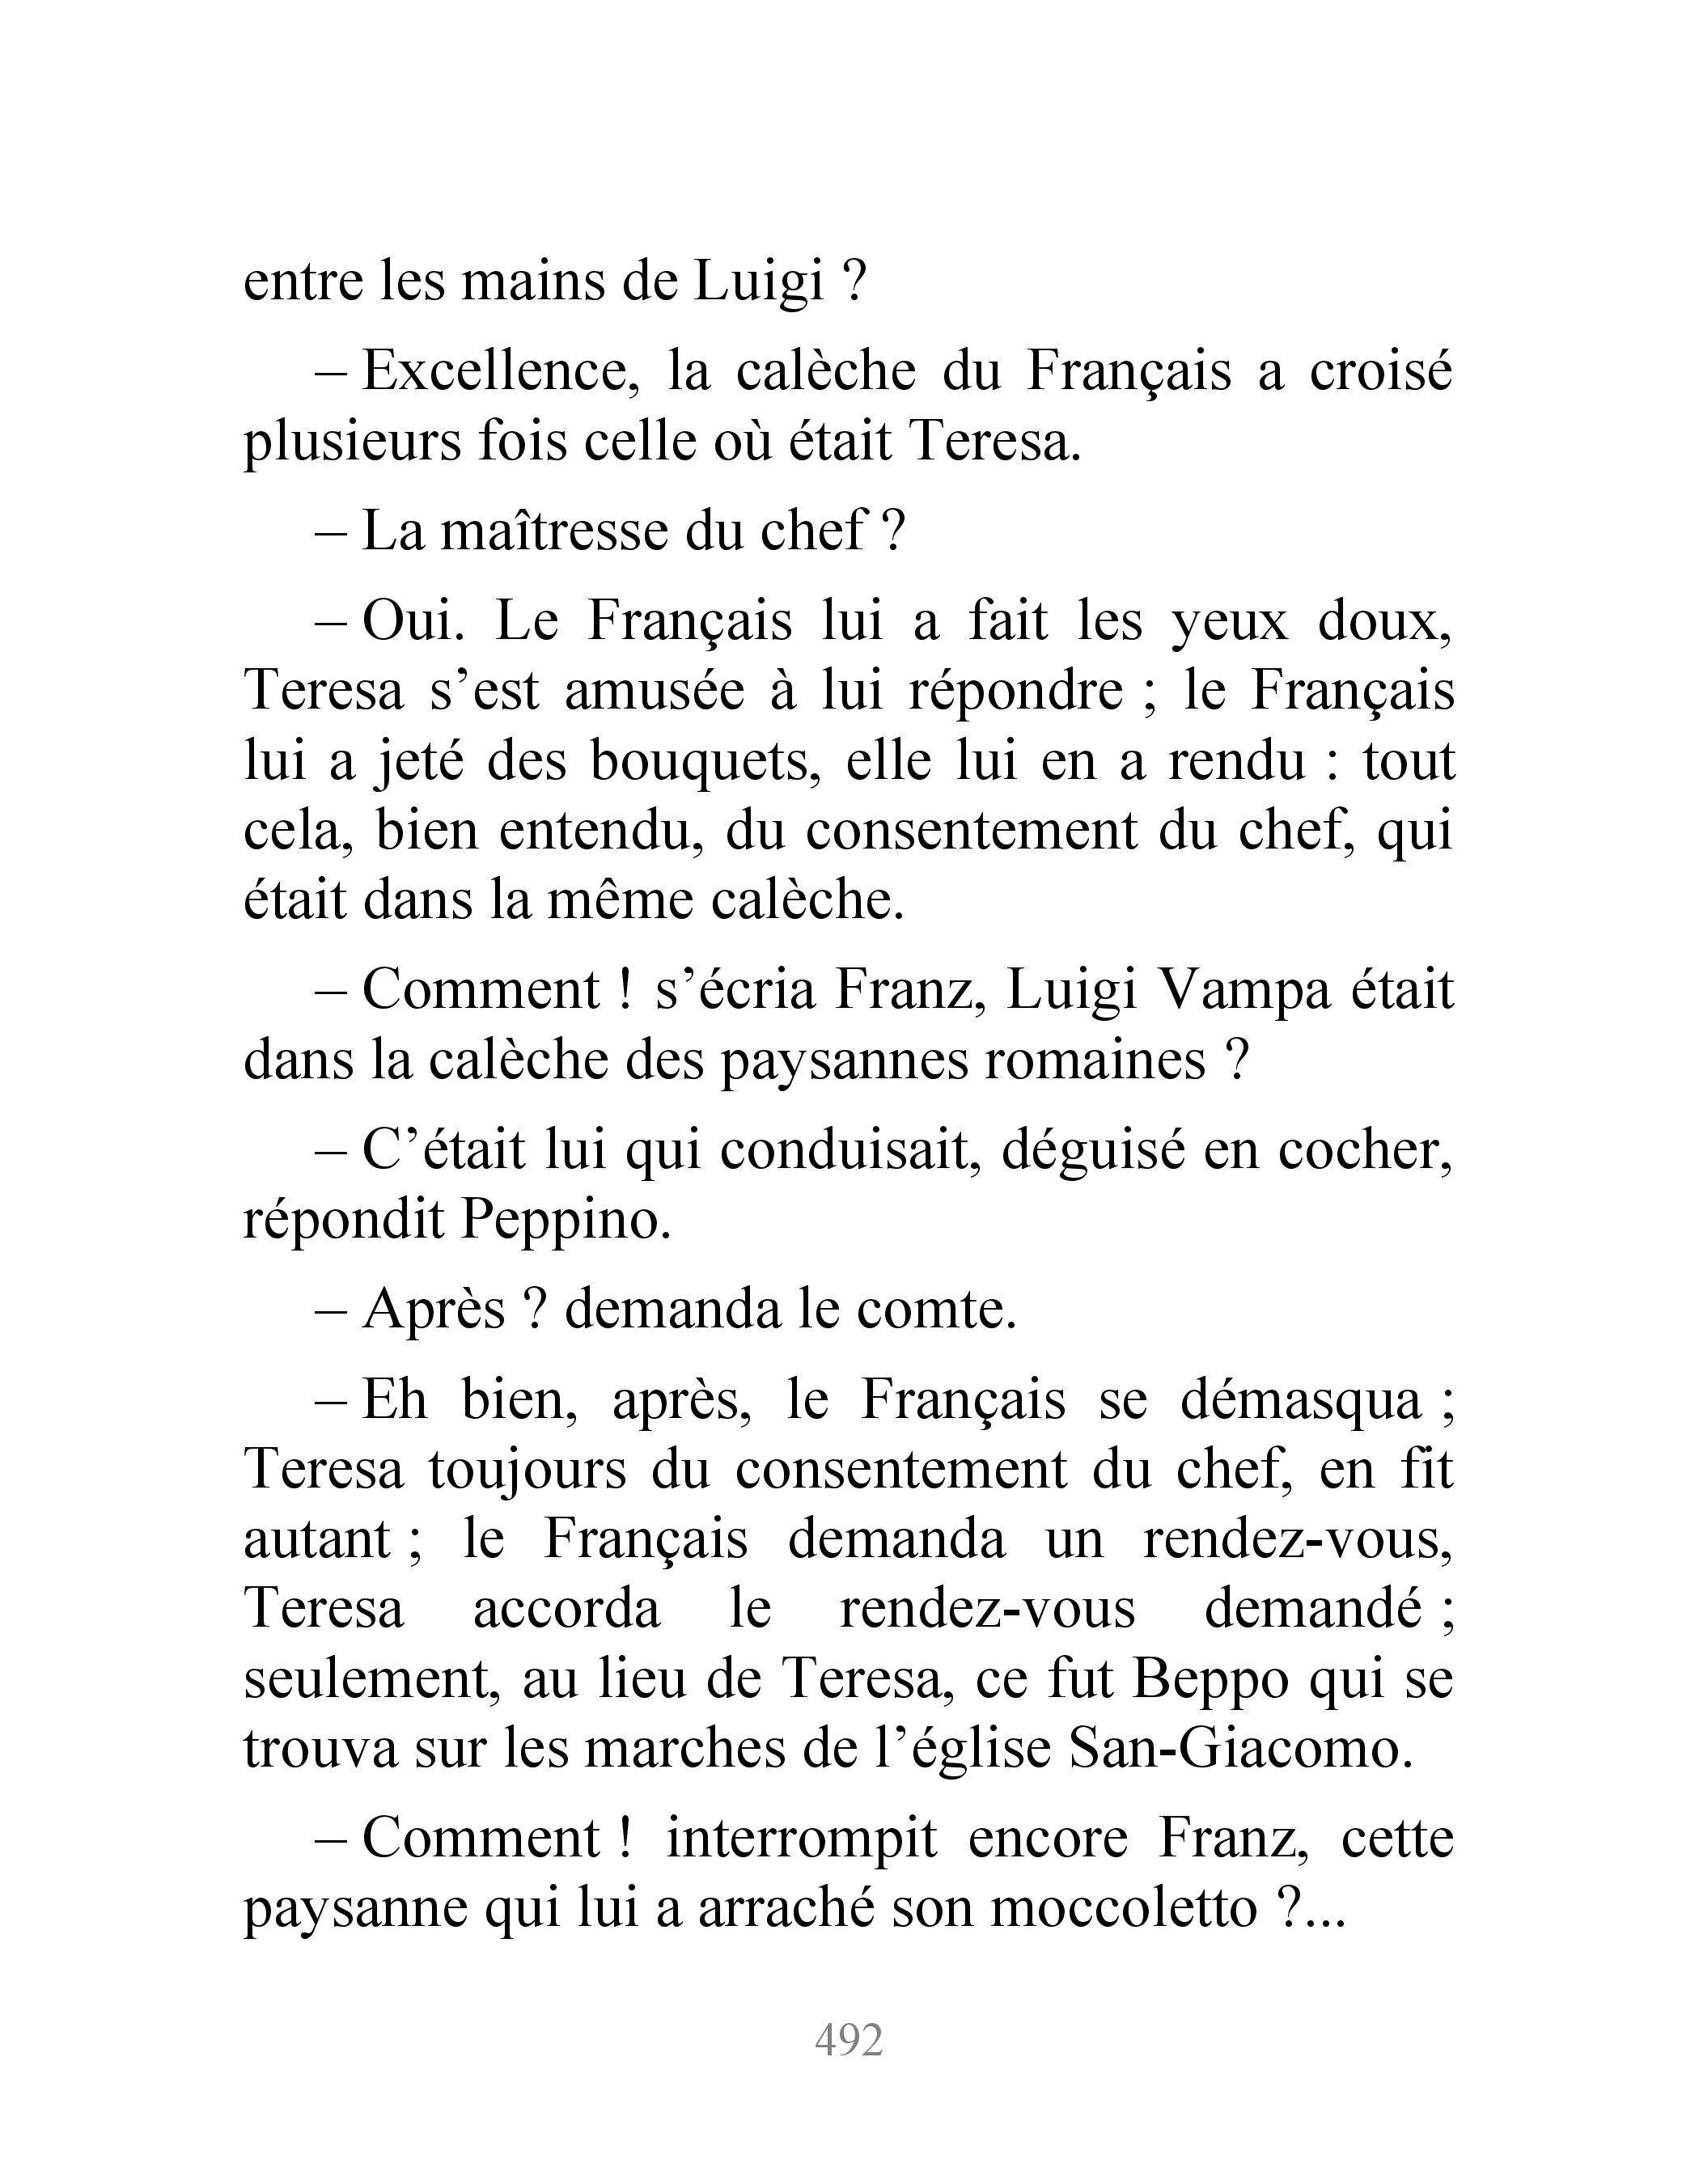 entre les mains de Luigi ?
– Excellence, la calèche du Français a croisé
plusieurs fois celle où était Teresa.
– La maîtresse du chef ?
– Oui. Le Français lui a fait les yeux doux,
Teresa s’est amusée à lui répondre ; le Français
lui a jeté des bouquets, elle lui en a rendu : tout
cela, bien entendu, du consentement du chef, qui
était dans la même calèche.
– Comment ! s’écria Franz, Luigi Vampa était
dans la calèche des paysannes romaines ?
– C’était lui qui conduisait, déguisé en cocher,
répondit Peppino.
– Après ? demanda le comte.
– Eh bien, après, le Français se démasqua ;
Teresa toujours du consentement du chef, en fit
autant ; le Français demanda un rendez-vous,
Teresa accorda le rendez-vous demandé ;
seulement, au lieu de Teresa, ce fut Beppo qui se
trouva sur les marches de l’église San-Giacomo.
– Comment ! interrompit encore Franz, cette
paysanne qui lui a arraché son moccoletto ?...
492